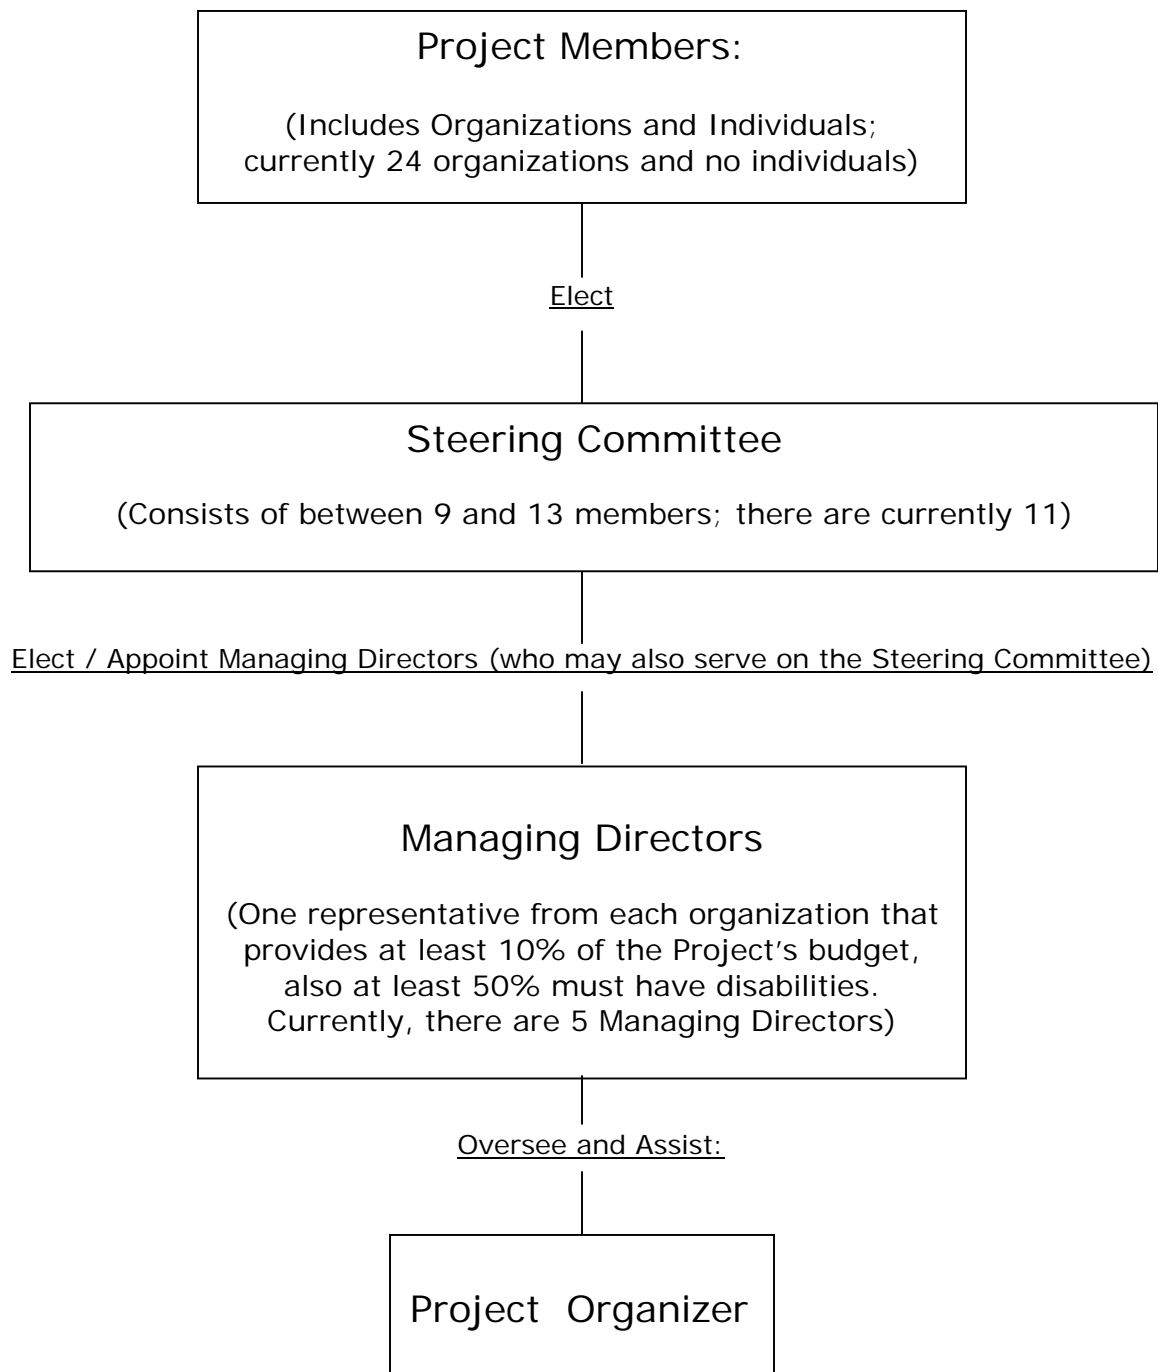 Project Members:
(Includes Organizations and Individuals;
currently 24 organizations and no individuals)
Elect
Steering Committee
(Consists of between 9 and 13 members; there are currently 11)
Elect / Appoint Managing Directors (who may also serve on the Steering Committee)
Managing Directors
(One representative from each organization that
provides at least 10% of the Project’s budget,
also at least 50% must have disabilities.
Currently, there are 5 Managing Directors)
Oversee and Assist:
Project  Organizer